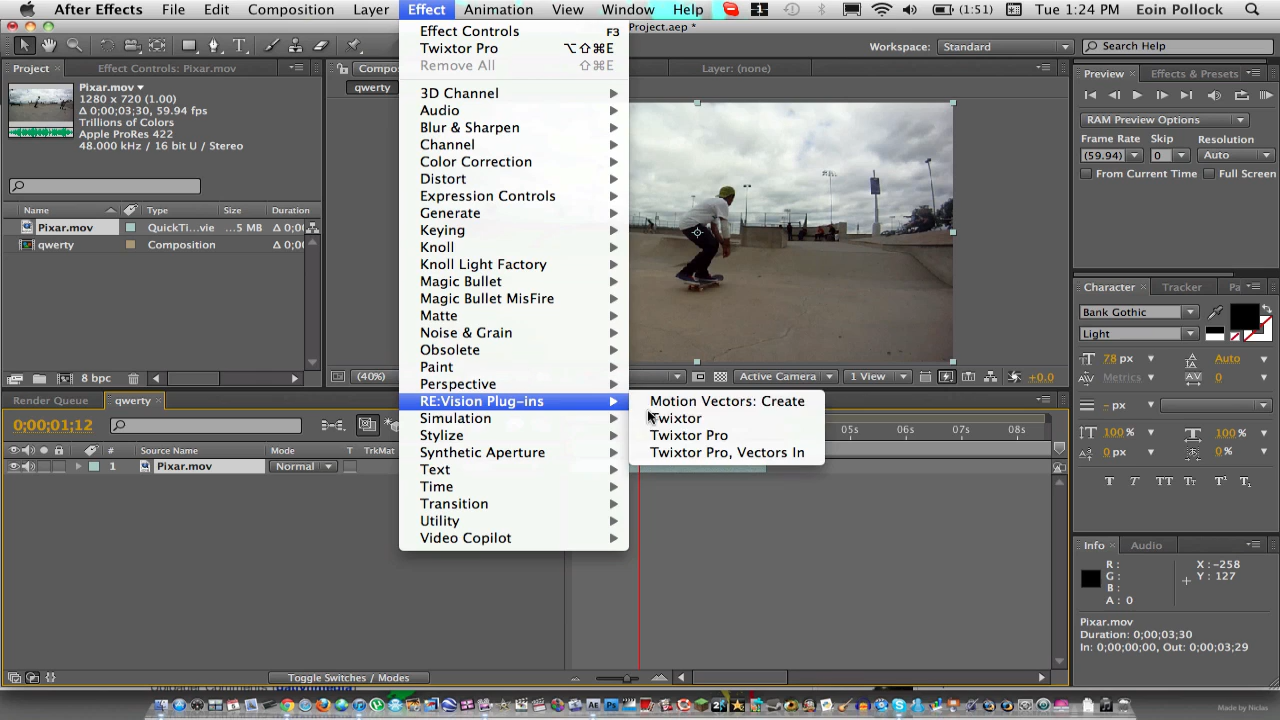 After Effects File Edit Composition Layer Effect Animation View Window Help (1:51) Tue 1:24 PM Eoin Pollock
Project.aep *
Workspace: Standard Search Help
Project Effect Controls: Pixar.mov
Pixar.mov
1280 x 720 (1.00)
Δ 0;00;03;30, 59.94 fps
Trillions of Colors
Apple ProRes 422
48.000 kHz / 16 bit U / Stereo
Name Type Size Duration
Pixar.mov QuickTi...vie ...5 MB Δ 0;0(
qwerty Composition Δ 0;0(
8 bpc
Effect Controls F3
Twixtor Pro ⌥⇧⌘E
Remove All ⇧⌘E
3D Channel
Audio
Blur & Sharpen
Channel
Color Correction
Distort
Expression Controls
Generate
Keying
Knoll
Knoll Light Factory
Magic Bullet
Magic Bullet MisFire
Matte
Noise & Grain
Obsolete
Paint
Perspective
RE:Vision Plug-ins
Simulation
Stylize
Synthetic Aperture
Text
Time
Transition
Utility
Video Copilot
Motion Vectors: Create
Twixtor
Twixtor Pro
Twixtor Pro, Vectors In
Compo
Layer: (none)
qwerty
(40%) Active Camera 1 View +0.0
Preview Effects & Presets
RAM Preview Options
Frame Rate Skip Resolution
(59.94) 0 Auto
From Current Time Full Screen
Character Tracker Pa
Bank Gothic
Light
78 px Auto
AV 0
- px
100 % 100 %
0 px 0 %
T T TT Tr T¹ T₁
Info Audio
R :
G :
B :
A : 0
X : -258
Y : 127
Pixar.mov
Duration: 0;00;03;30
In: 0;00;00;00, Out: 0;00;03;29
Render Queue qwerty
0;00;01;12
05s 06s 07s 08s
# Source Name Mode T TrkMat
1 Pixar.mov Normal
Toggle Switches / Modes
Made by Niclas